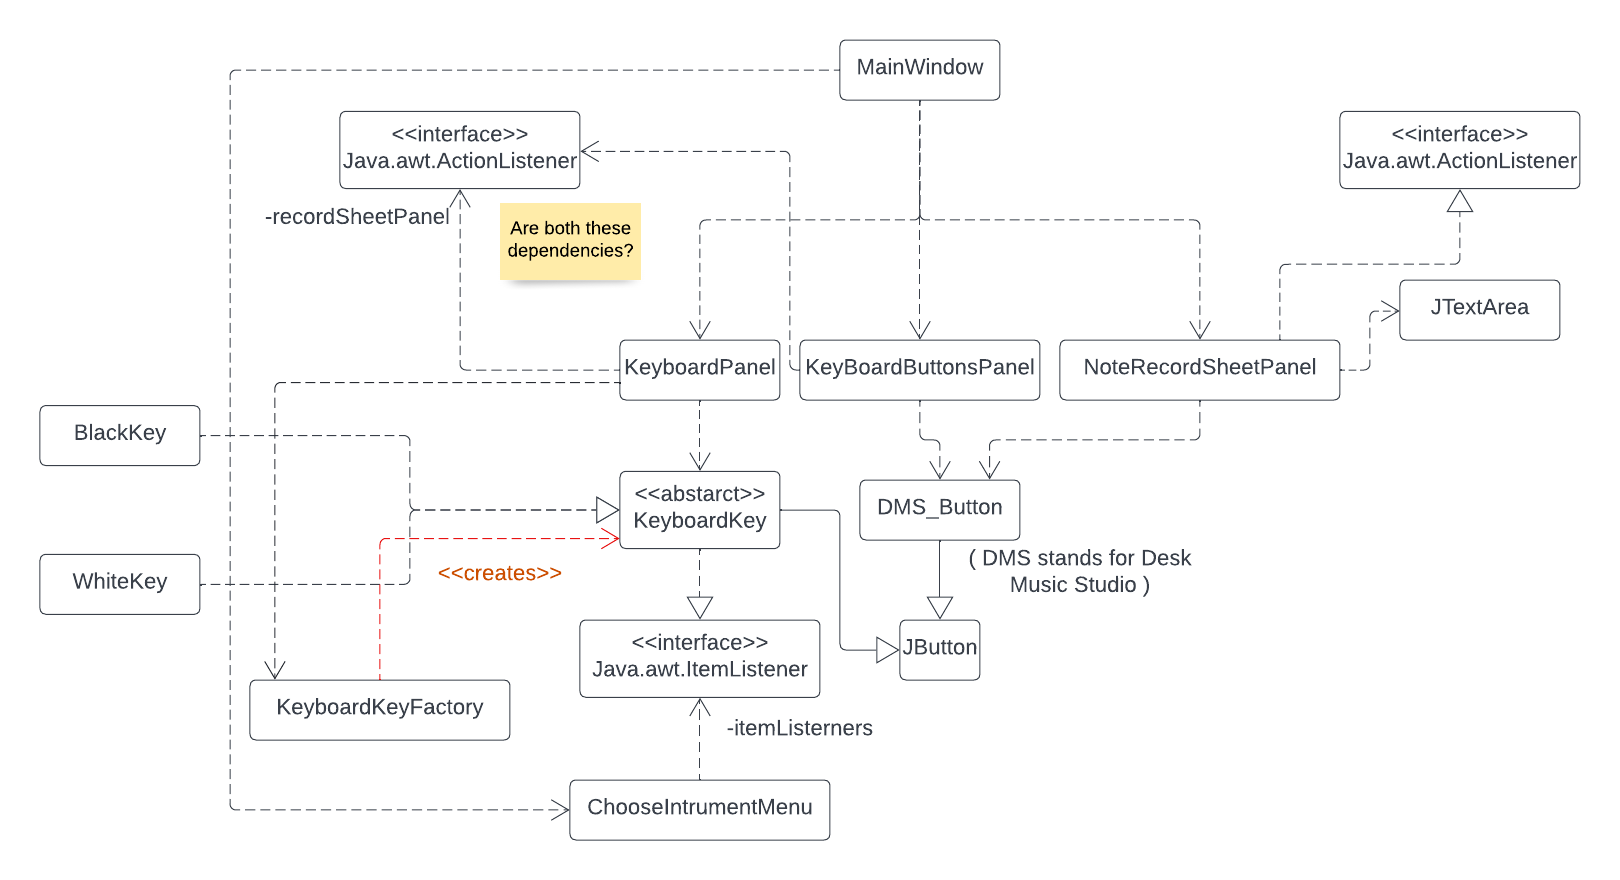 MainWindow
<<interface>>
Java.awt.ActionListener
<<interface>>
Java.awt.ActionListener
-recordSheetPanel
Are both these
dependencies?
JTextArea
KeyboardPanel
KeyBoardButtonsPanel
NoteRecordSheetPanel
BlackKey
<<abstarct>>
KeyboardKey
DMS_Button
( DMS stands for Desk
Music Studio )
<<creates>>
WhiteKey
<<interface>>
Java.awt.ItemListener
JButton
KeyboardKeyFactory
-itemListerners
ChooseIntrumentMenu